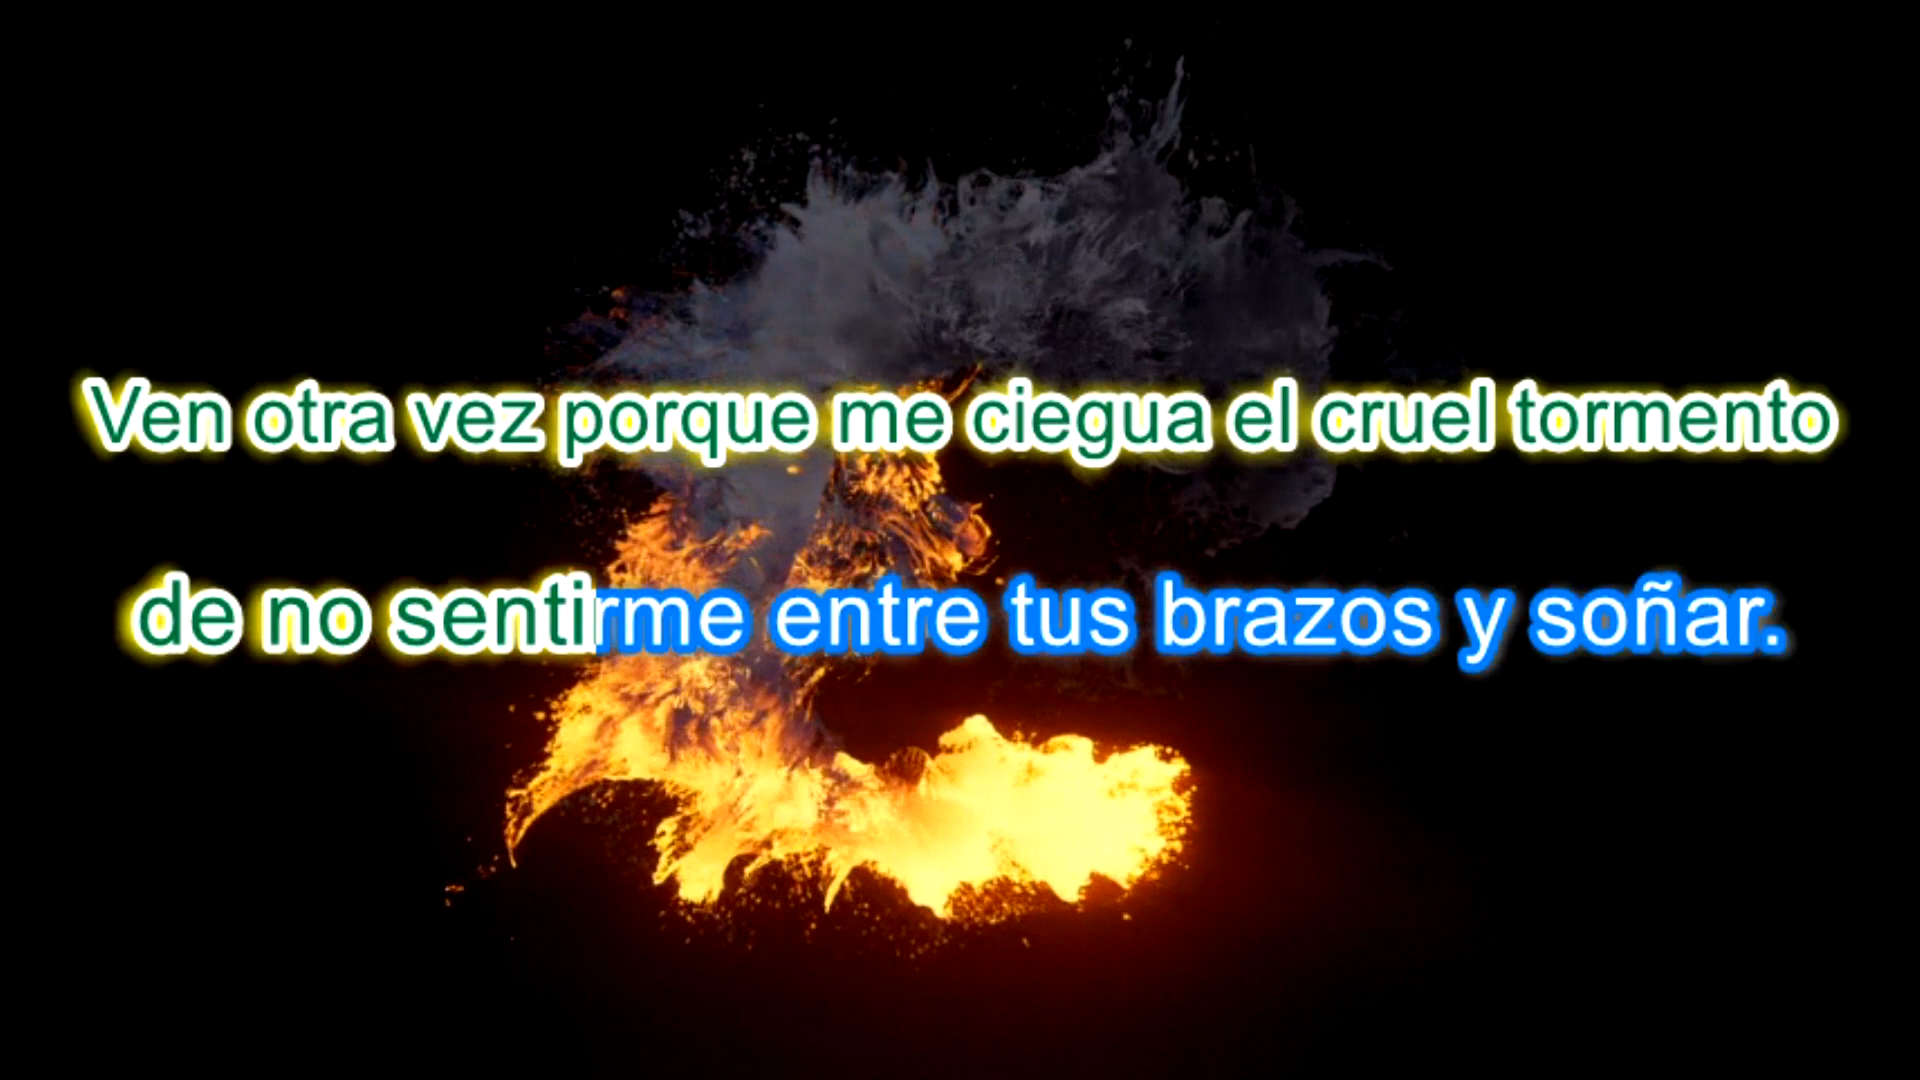 Ven otra vez porque me ciegua el cruel tormento
de no sentirme entre tus brazos y soñar.